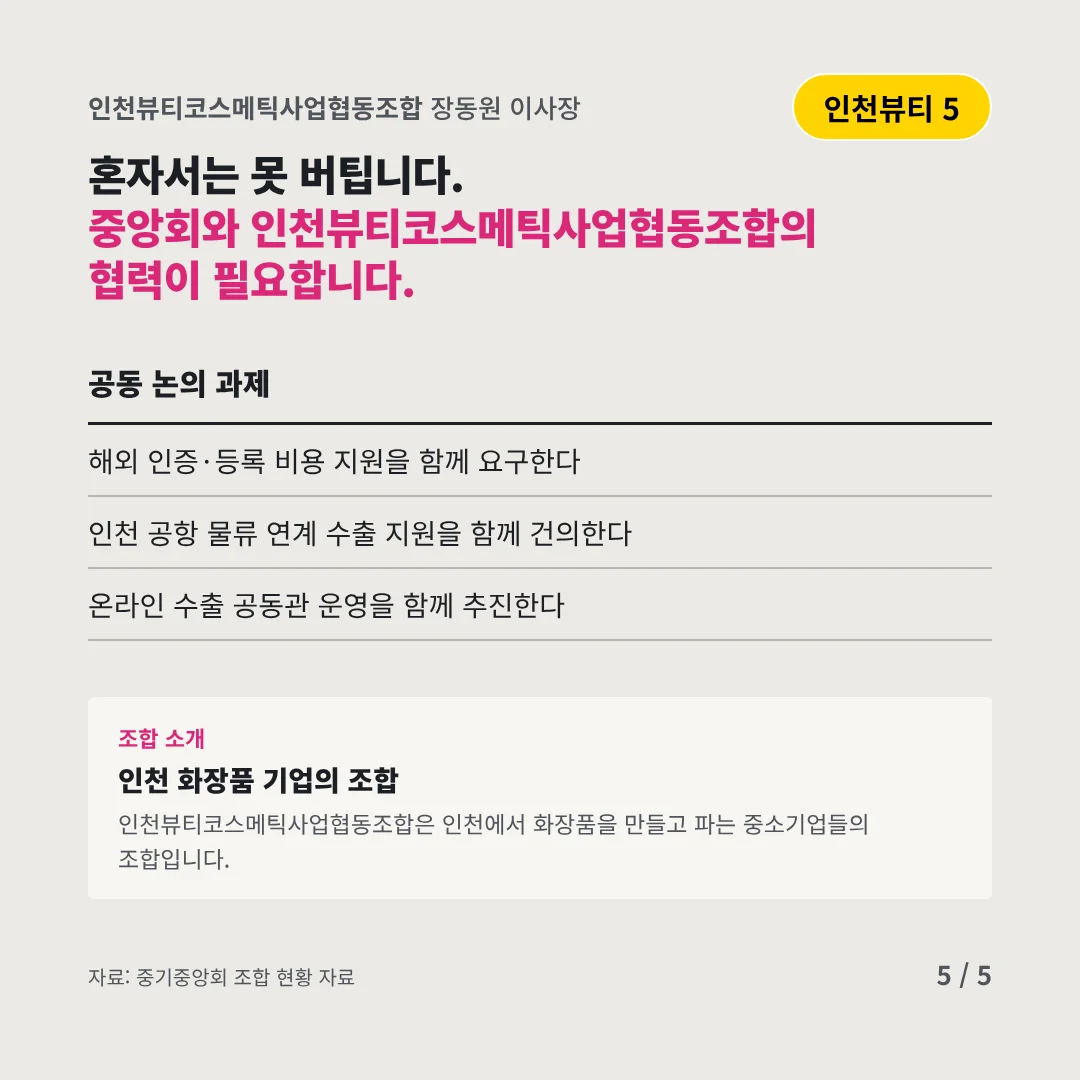 인천뷰티코스메틱사업협동조합 장동원 이사장
인천뷰티 5
혼자서는 못 버팁니다.
중앙회와 인천뷰티코스메틱사업협동조합의
협력이 필요합니다.
공동 논의 과제
해외 인증·등록 비용 지원을 함께 요구한다
인천 공항 물류 연계 수출 지원을 함께 건의한다
온라인 수출 공동관 운영을 함께 추진한다
조합 소개
인천 화장품 기업의 조합
인천뷰티코스메틱사업협동조합은 인천에서 화장품을 만들고 파는 중소기업들의
조합입니다.
자료: 중기중앙회 조합 현황 자료
5 / 5